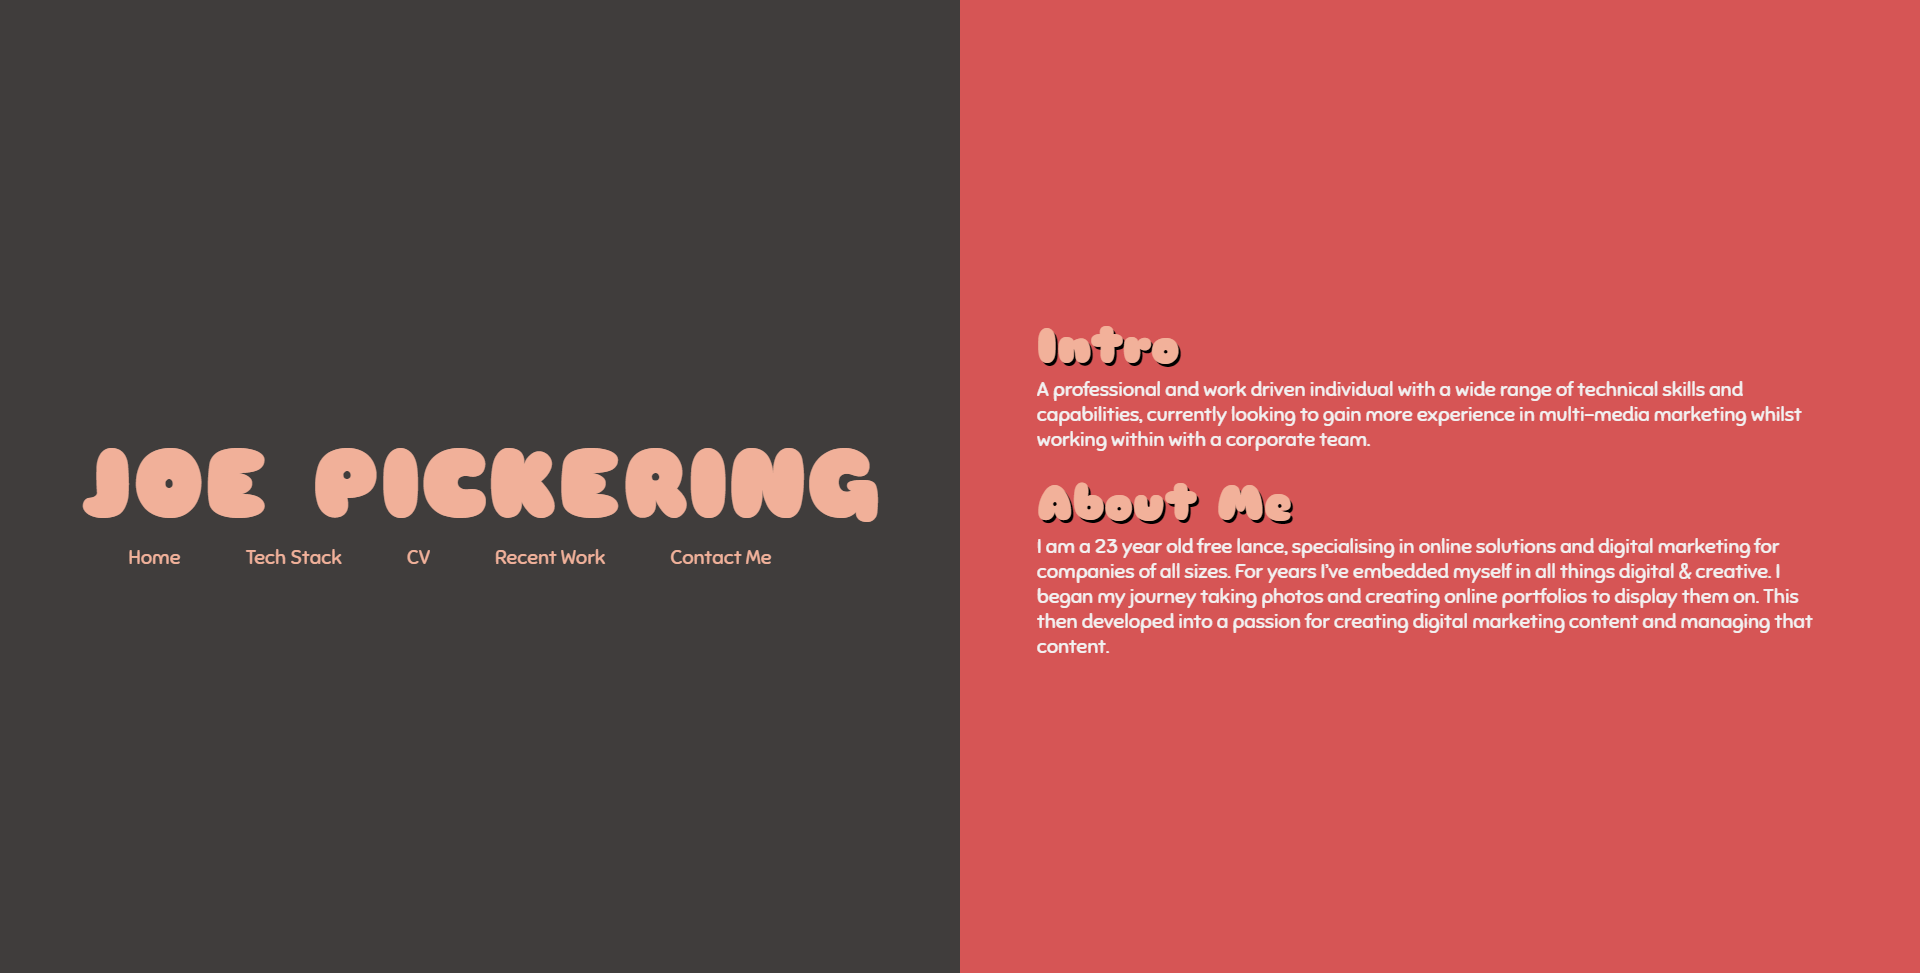 JOE PICKERING
Home Tech Stack CV Recent Work Contact Me
Intro
A professional and work driven individual with a wide range of technical skills and
capabilities, currently looking to gain more experience in multi-media marketing whilst
working within with a corporate team.
About Me
I am a 23 year old free lance, specialising in online solutions and digital marketing for
companies of all sizes. For years I've embedded myself in all things digital & creative. I
began my journey taking photos and creating online portfolios to display them on. This
then developed into a passion for creating digital marketing content and managing that
content.